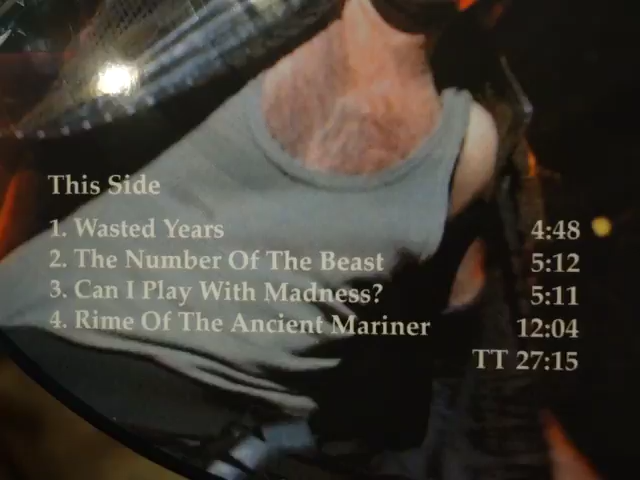 This Side
1. Wasted Years 4:48
2. The Number Of The Beast 5:12
3. Can I Play With Madness? 5:11
4. Rime Of The Ancient Mariner 12:04
TT 27:15